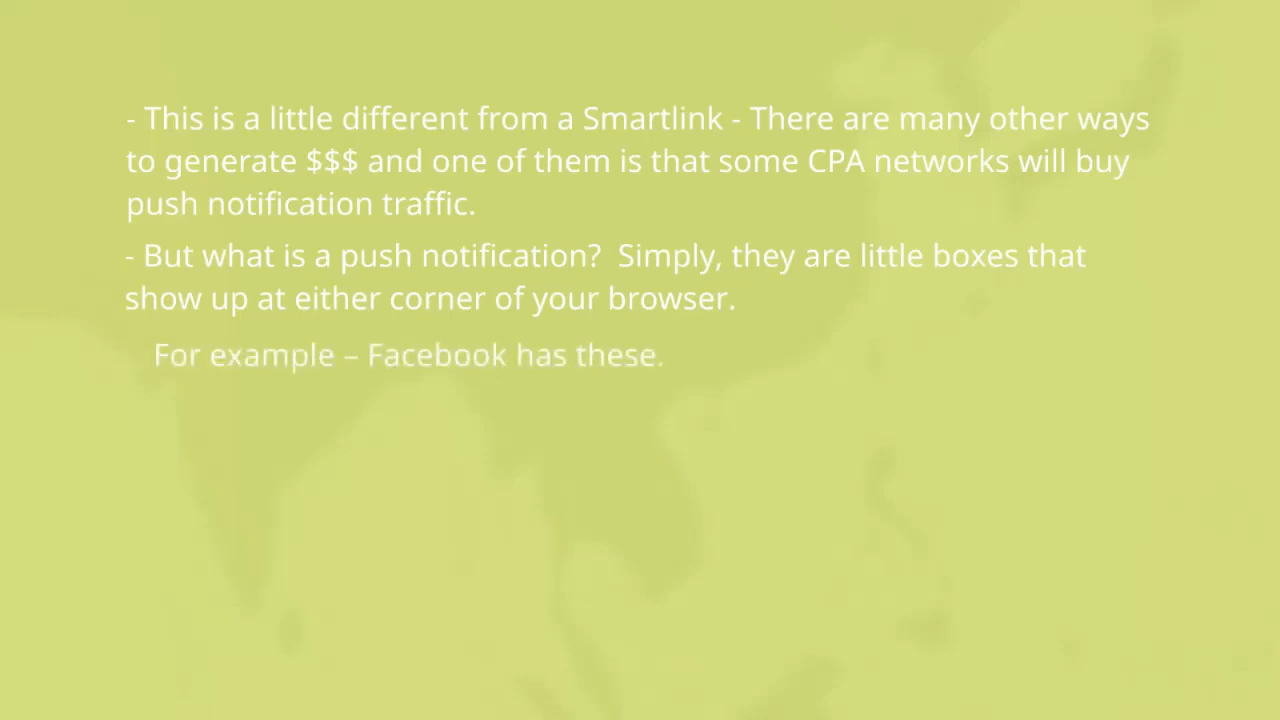 - This is a little different from a Smartlink - There are many other ways
to generate $$$ and one of them is that some CPA networks will buy
push notification traffic.
- But what is a push notification?  Simply, they are little boxes that
show up at either corner of your browser.
For example – Facebook has these.